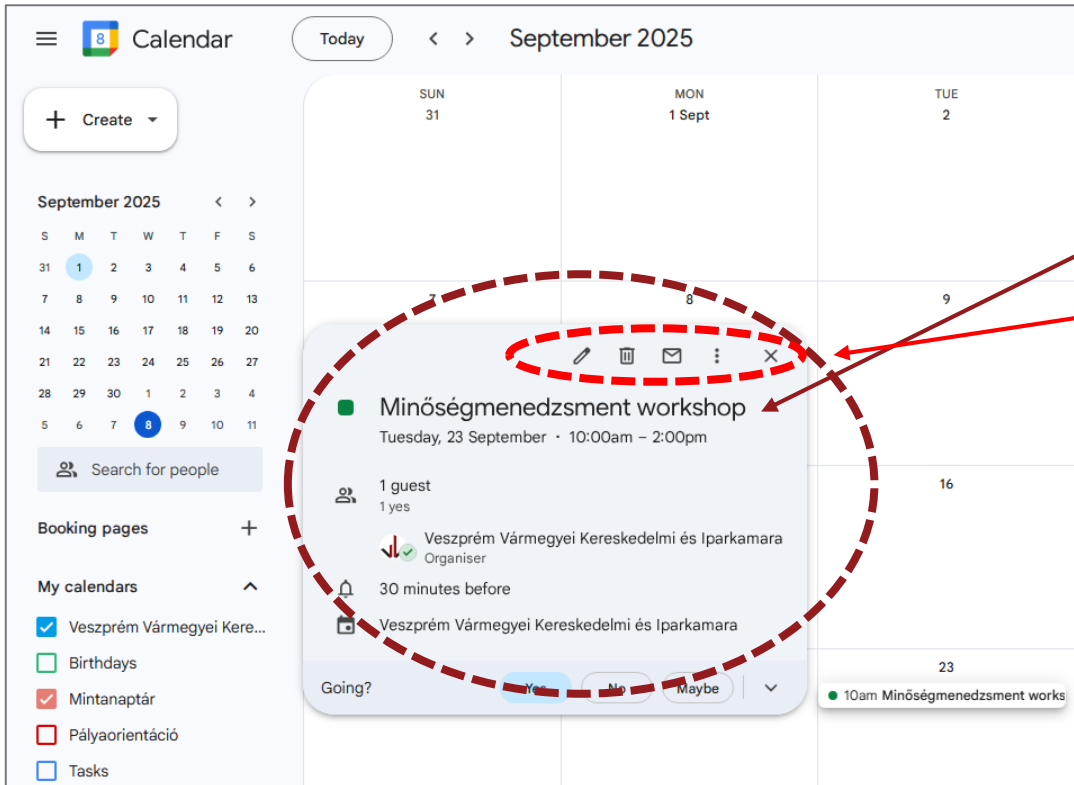 8 Calendar Today September 2025
SUN MON TUE
31 1 Sept 2
Create
September 2025
S M T W T F S
31 1 2 3 4 5 6
7 8 9 10 11 12 13
14 15 16 17 18 19 20
21 22 23 24 25 26 27
28 29 30 1 2 3 4
5 6 7 8 9 10 11
Search for people
Booking pages
My calendars
Veszprém Vármegyei Kere...
Birthdays
Mintanaptár
Pályaorientáció
Tasks
7 8 9
Minőségmenedzsment workshop
Tuesday, 23 September · 10:00am – 2:00pm
1 guest
1 yes
Veszprém Vármegyei Kereskedelmi és Iparkamara
Organiser
30 minutes before
Veszprém Vármegyei Kereskedelmi és Iparkamara
Going? Yes No Maybe
16
23
10am Minőségmenedzsment works